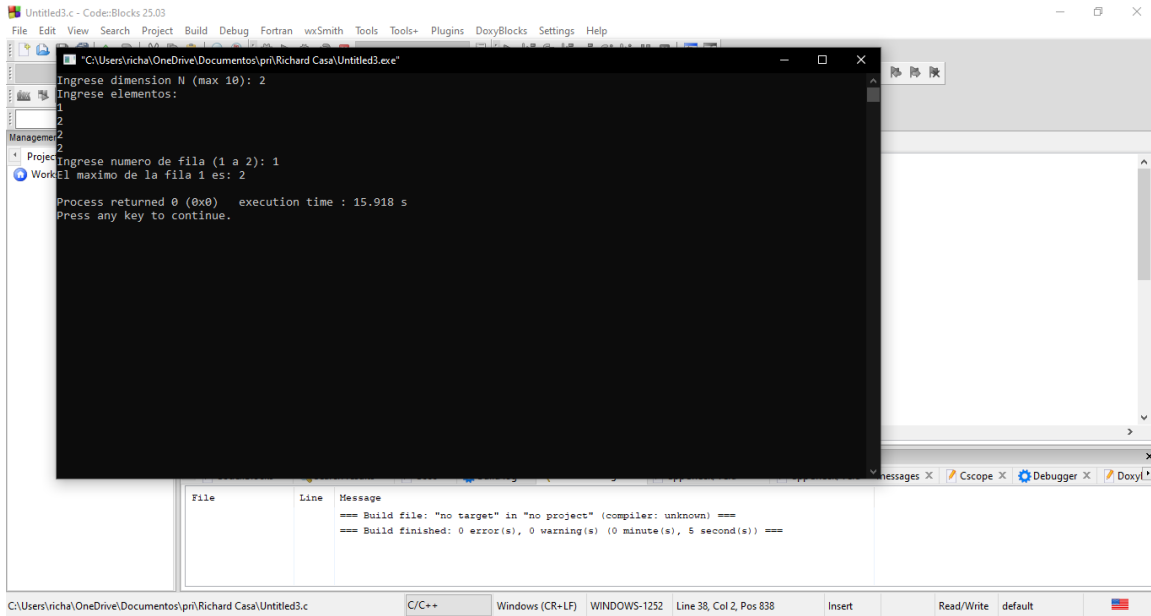 Untitled3.c - Code::Blocks 25.03
File Edit View Search Project Build Debug Fortran wxSmith Tools Tools+ Plugins DoxyBlocks Settings Help
"C:\Users\richa\OneDrive\Documentos\pri\Richard Casa\Untitled3.exe"
Ingrese dimension N (max 10): 2
Ingrese elementos:
1
2
2
2
Ingrese numero de fila (1 a 2): 1
El maximo de la fila 1 es: 2
Process returned 0 (0x0) execution time : 15.918 s
Press any key to continue.
Managemen
Projec
Work
messages Cscope Debugger Doxyl
File Line Message
=== Build file: "no target" in "no project" (compiler: unknown) ===
=== Build finished: 0 error(s), 0 warning(s) (0 minute(s), 5 second(s)) ===
C:\Users\richa\OneDrive\Documentos\pri\Richard Casa\Untitled3.c C/C++ Windows (CR+LF) WINDOWS-1252 Line 38, Col 2, Pos 838 Insert Read/Write default